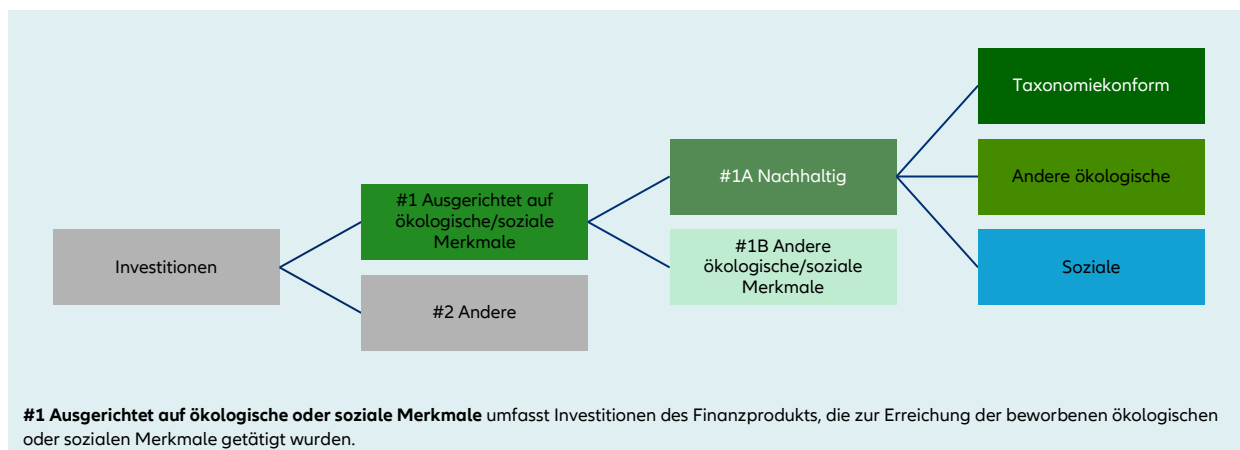 Investitionen
#1 Ausgerichtet auf
ökologische/soziale
Merkmale
#2 Andere
#1A Nachhaltig
#1B Andere
ökologische/soziale
Merkmale
Taxonomiekonform
Andere ökologische
Soziale
#1 Ausgerichtet auf ökologische oder soziale Merkmale umfasst Investitionen des Finanzprodukts, die zur Erreichung der beworbenen ökologischen
oder sozialen Merkmale getätigt wurden.